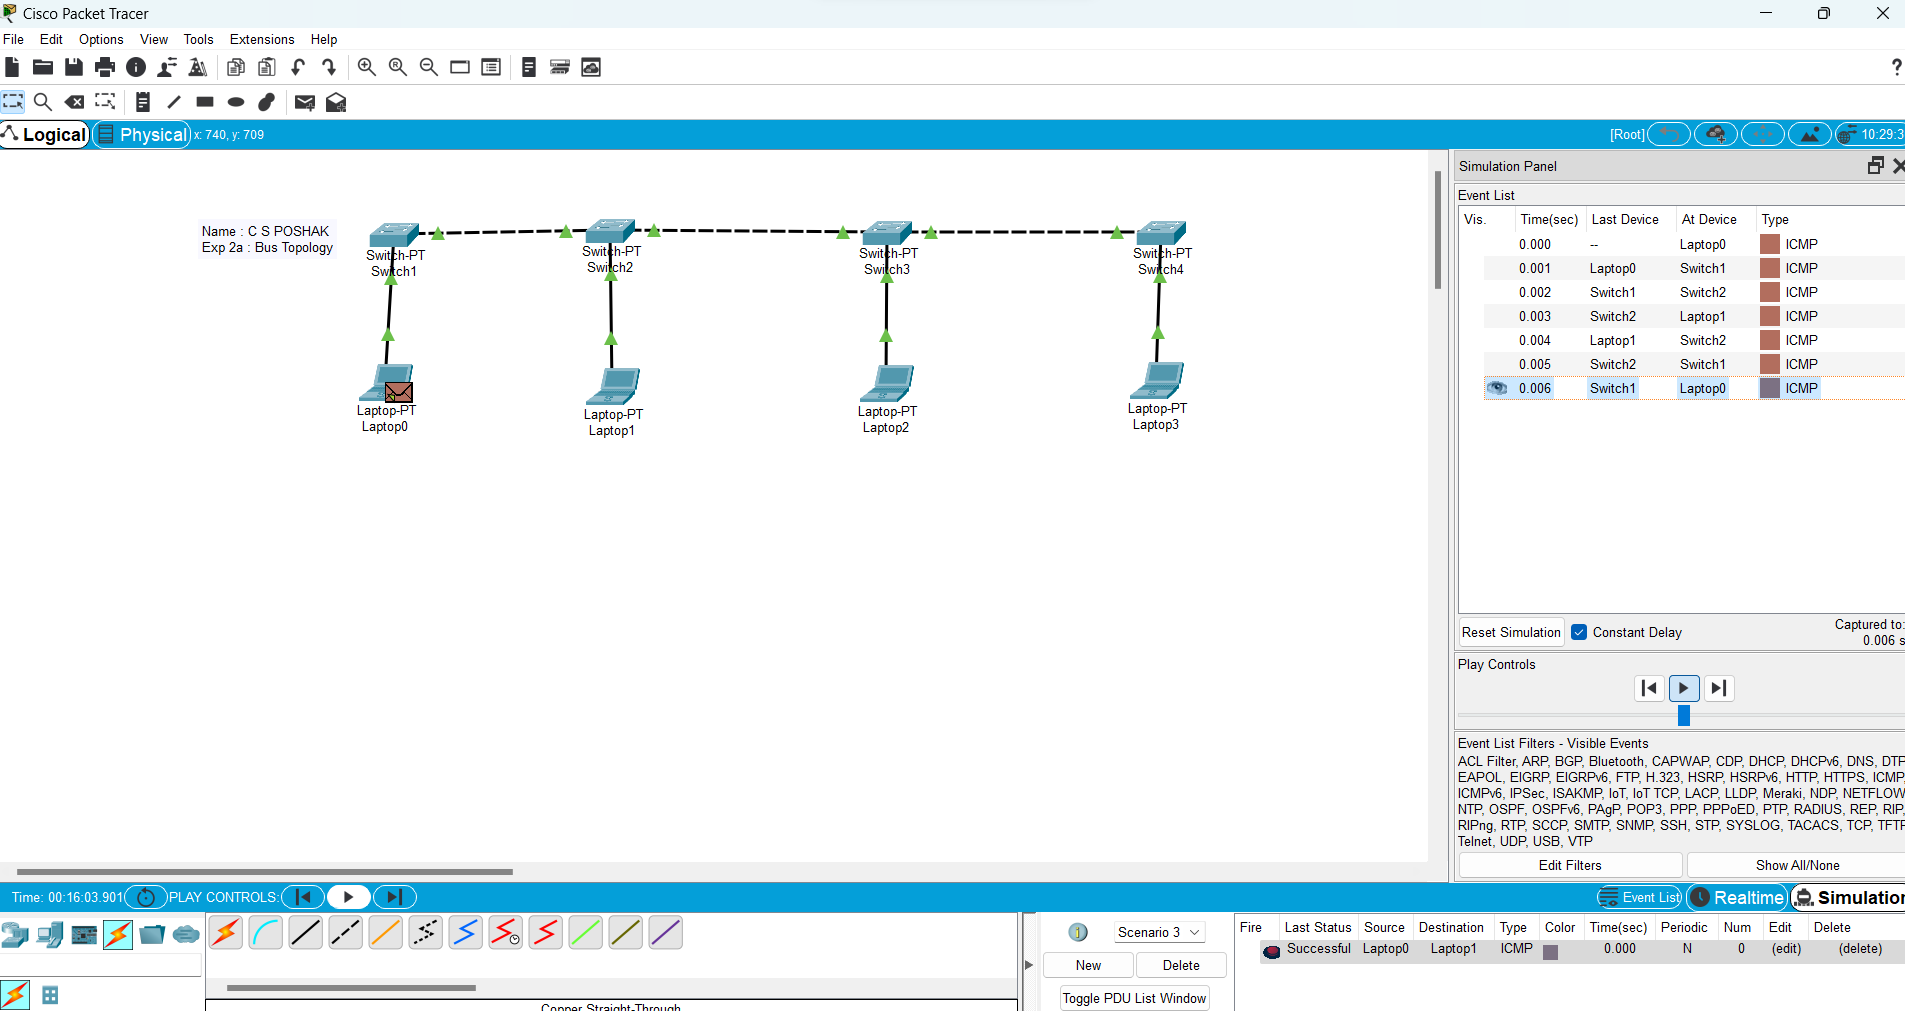 Cisco Packet Tracer
File Edit Options View Tools Extensions Help
?
Logical Physical x: 740, y: 709 [Root] 10:29:3
Name : C S POSHAK
Exp 2a : Bus Topology
Switch-PT
Switch1
Switch-PT
Switch2
Switch-PT
Switch3
Switch-PT
Switch4
Laptop-PT
Laptop0
Laptop-PT
Laptop1
Laptop-PT
Laptop2
Laptop-PT
Laptop3
Simulation Panel
Event List
Vis. Time(sec) Last Device At Device Type
0.000 -- Laptop0 ICMP
0.001 Laptop0 Switch1 ICMP
0.002 Switch1 Switch2 ICMP
0.003 Switch2 Laptop1 ICMP
0.004 Laptop1 Switch2 ICMP
0.005 Switch2 Switch1 ICMP
0.006 Switch1 Laptop0 ICMP
Reset Simulation Constant Delay Captured to:
0.006 s
Play Controls
Event List Filters - Visible Events
ACL Filter, ARP, BGP, Bluetooth, CAPWAP, CDP, DHCP, DHCPv6, DNS, DTP
EAPOL, EIGRP, EIGRPv6, FTP, H.323, HSRP, HSRPv6, HTTP, HTTPS, ICMP,
ICMPv6, IPSec, ISAKMP, IoT, IoT TCP, LACP, LLDP, Meraki, NDP, NETFLOW
NTP, OSPF, OSPFv6, PAgP, POP3, PPP, PPPoED, PTP, RADIUS, REP, RIP,
RIPng, RTP, SCCP, SMTP, SNMP, SSH, STP, SYSLOG, TACACS, TCP, TFTP
Telnet, UDP, USB, VTP
Edit Filters Show All/None
Time: 00:16:03.901 PLAY CONTROLS: Event List Realtime Simulation
Copper Straight-Through
Scenario 3
New Delete
Toggle PDU List Window
Fire Last Status Source Destination Type Color Time(sec) Periodic Num Edit Delete
Successful Laptop0 Laptop1 ICMP 0.000 N 0 (edit) (delete)